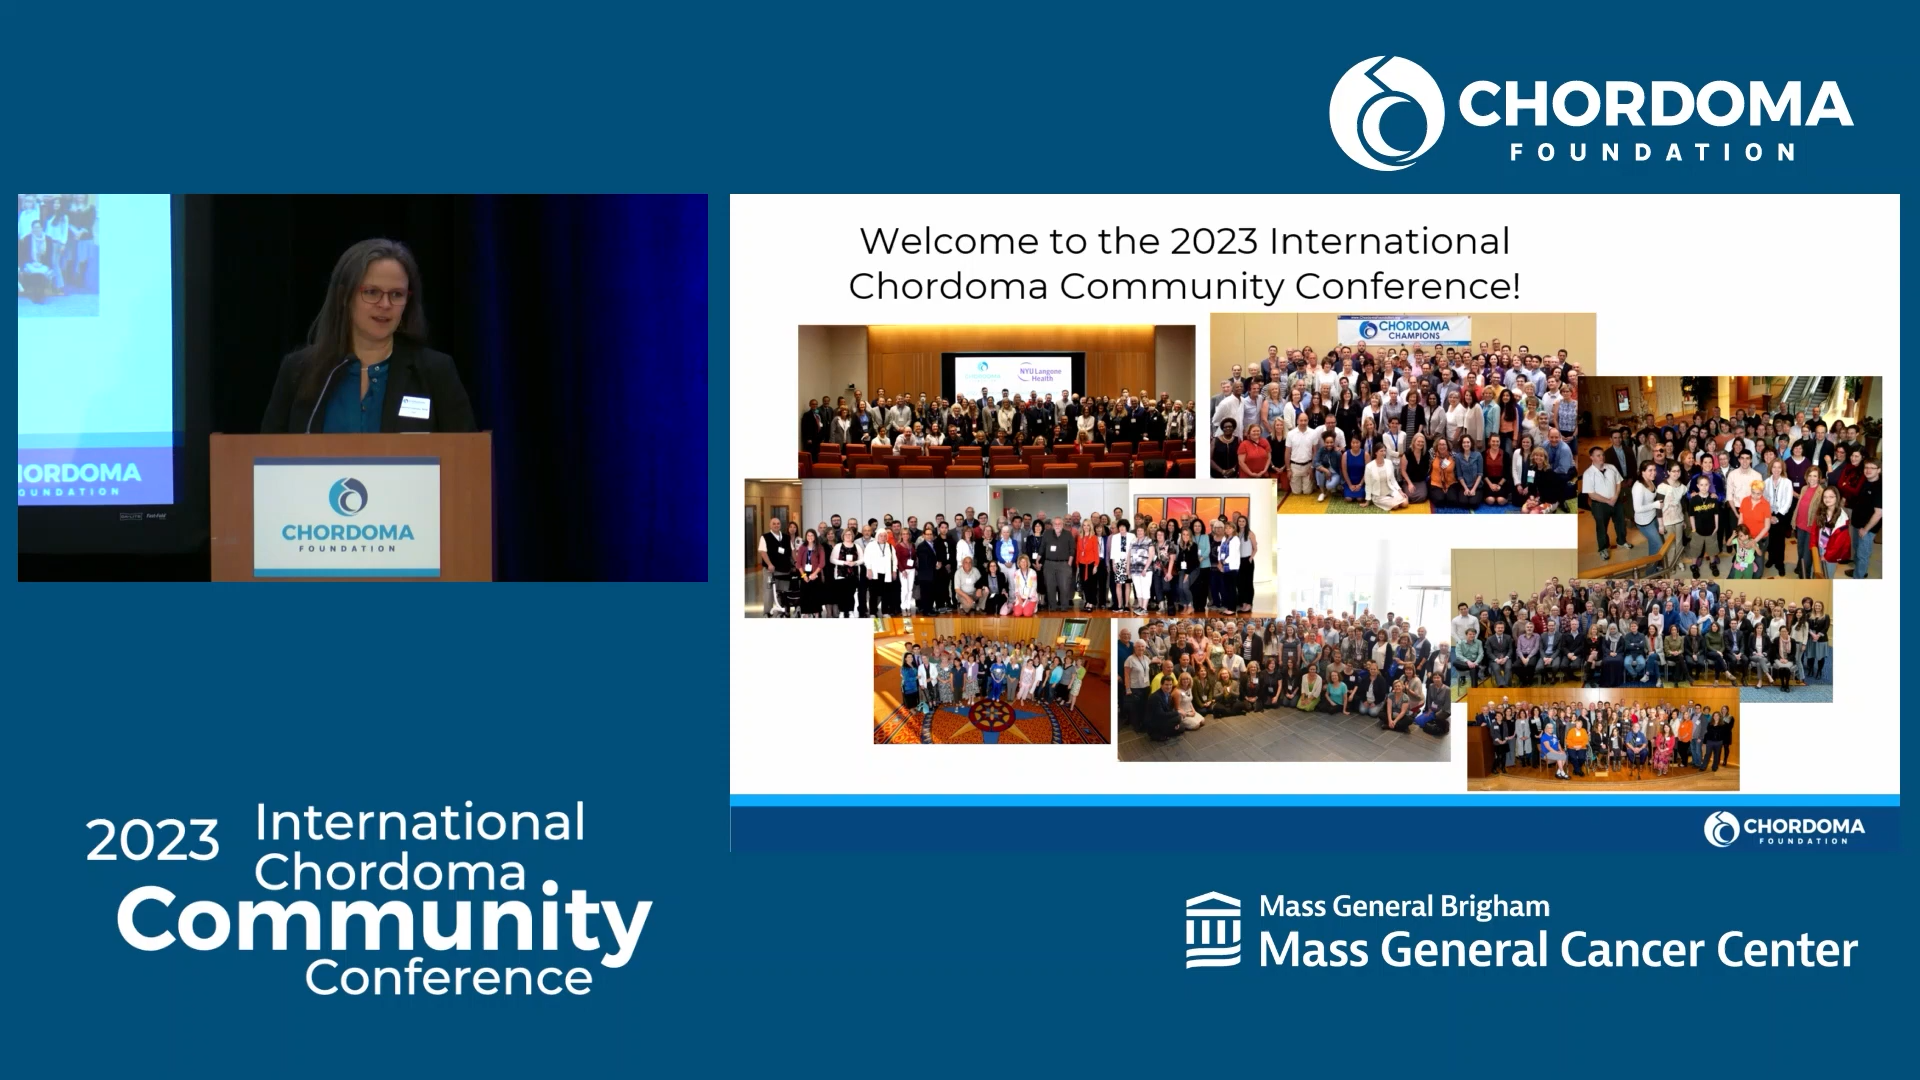 CHORDOMA
FOUNDATION
HORDOMA
OUNDATION
CHORDOMA
FOUNDATION
Welcome to the 2023 International
Chordoma Community Conference!
NYU Langone
Health
CHORDOMA
CHAMPIONS
CHORDOMA
FOUNDATION
2023 International
Chordoma
Community
Conference
Mass General Brigham
Mass General Cancer Center